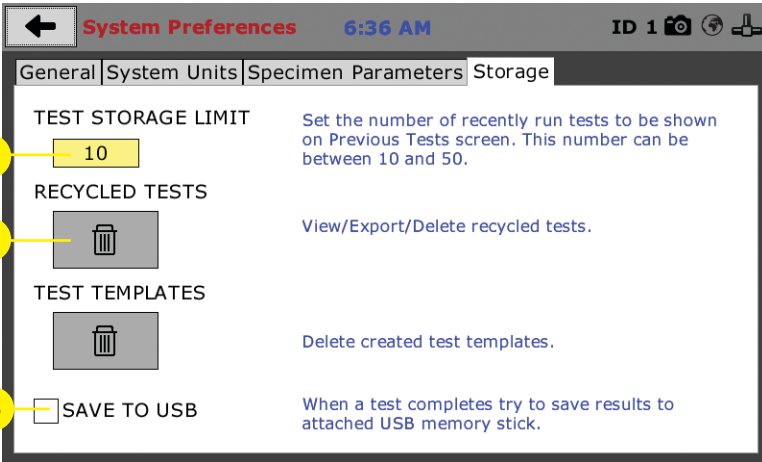 System Preferences 6:36 AM ID 1
General System Units Specimen Parameters Storage
TEST STORAGE LIMIT
10
Set the number of recently run tests to be shown
on Previous Tests screen. This number can be
between 10 and 50.
RECYCLED TESTS
View/Export/Delete recycled tests.
TEST TEMPLATES
Delete created test templates.
SAVE TO USB
When a test completes try to save results to
attached USB memory stick.